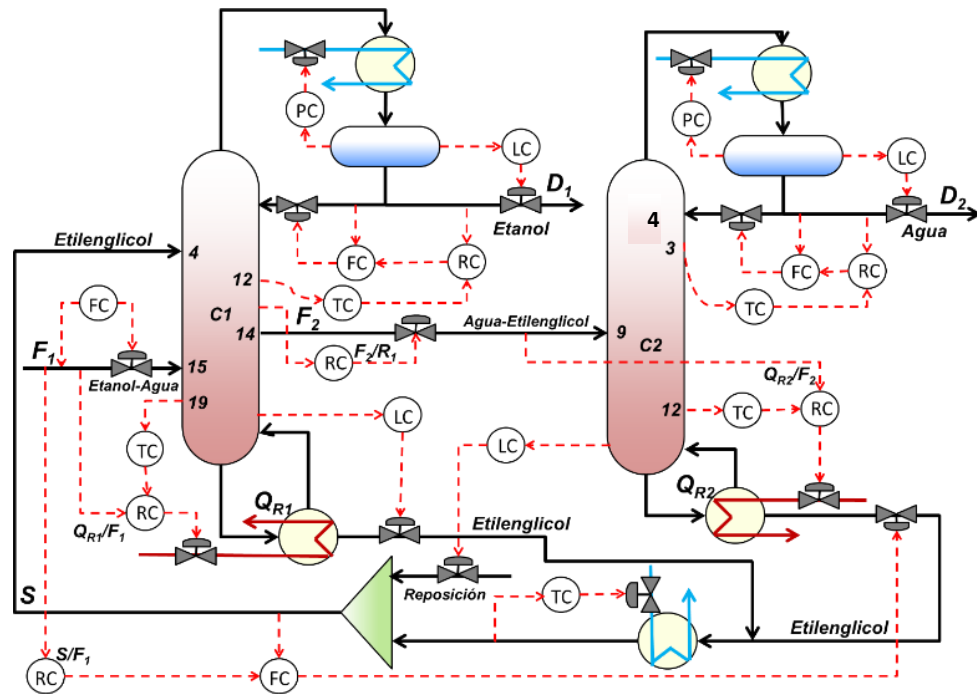 PC
LC
D1
Etanol
PC
LC
D2
Agua
4
Etilenglicol
4
12
FC
RC
TC
3
FC
RC
TC
FC
C1
F2
14
Agua-Etilenglicol
9
C2
F1
Etanol-Agua
15
RC
F2/R1
QR2/F2
19
12
TC
RC
LC
LC
TC
RC
QR1/F1
QR1
Etilenglicol
QR2
Reposición
TC
S
Etilenglicol
RC
S/F1
FC